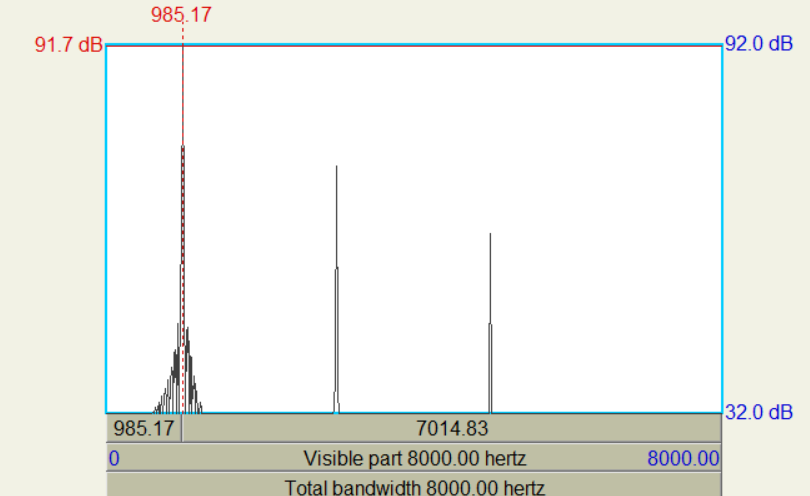 985.17
91.7 dB 92.0 dB
32.0 dB
985.17 7014.83
0 Visible part 8000.00 hertz 8000.00
Total bandwidth 8000.00 hertz